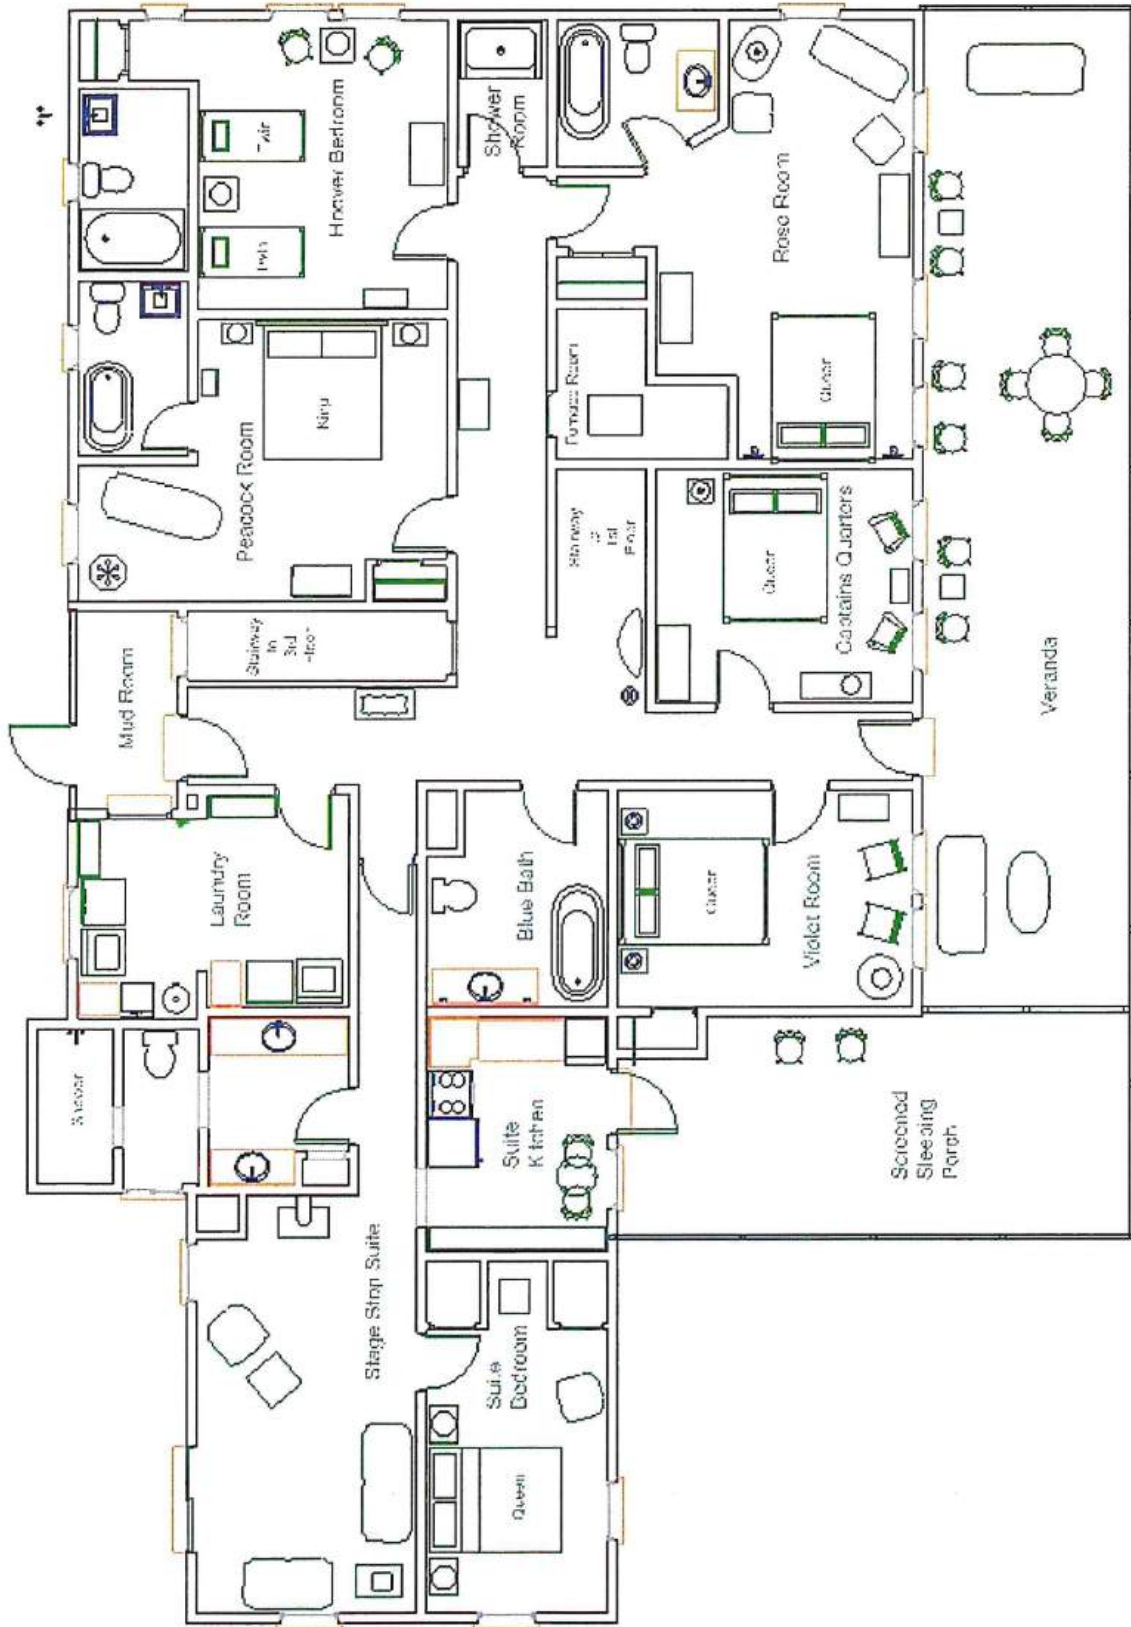 Hoover Bedroom
Twin
Twin
Shower
Room
Rose Room
Queen
Furnace Room
Peacock Room
King
Stairway
to
1st
Floor
Captains Quarters
Queen
Stairway
to
3rd
Floor
Mud Room
Veranda
Laundry
Room
Blue Bath
Violet Room
Queen
Shower
Suite
Kitchen
Screened
Sleeping
Porch
Stage Stop Suite
Suite
Bedroom
Queen